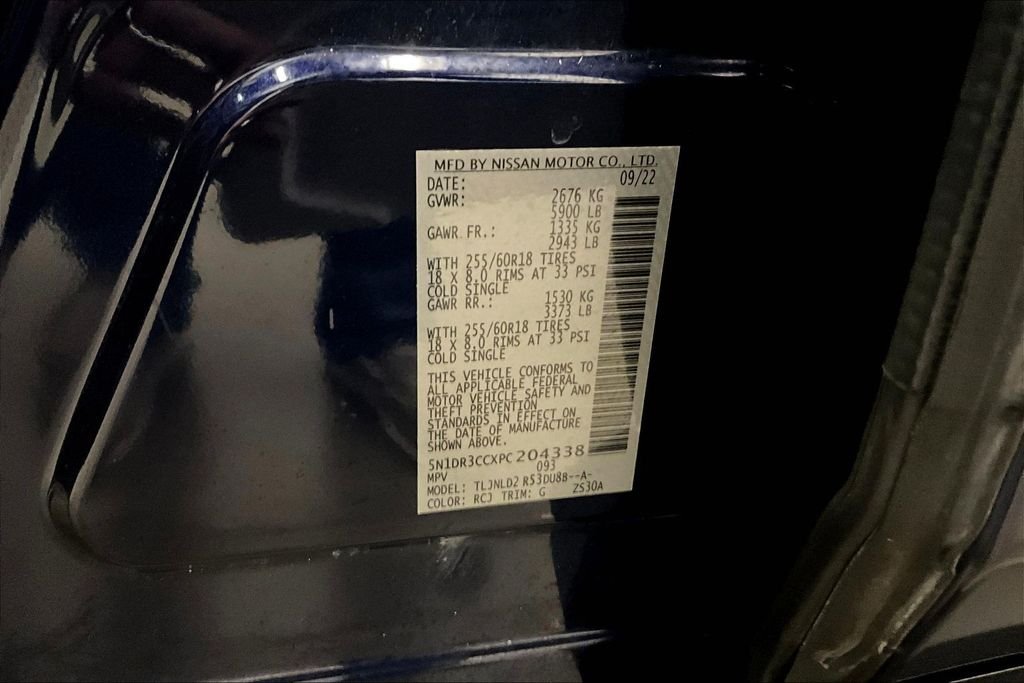 MFD BY NISSAN MOTOR CO., LTD.
DATE: 09/22
GVWR: 2676 KG
5900 LB
GAWR FR.: 1335 KG
2943 LB
WITH 255/60R18 TIRES
18 X 8.0 RIMS AT 33 PSI
COLD SINGLE
GAWR RR.: 1530 KG
3373 LB
WITH 255/60R18 TIRES
18 X 8.0 RIMS AT 33 PSI
COLD SINGLE
THIS VEHICLE CONFORMS TO
ALL APPLICABLE FEDERAL
MOTOR VEHICLE SAFETY AND
THEFT PREVENTION
STANDARDS IN EFFECT ON
THE DATE OF MANUFACTURE
SHOWN ABOVE.
5N1DR3CCXPC204338
MPV 093
MODEL: TLJNLD2 R53DU8B--A-
COLOR: RCJ TRIM: G ZS30A